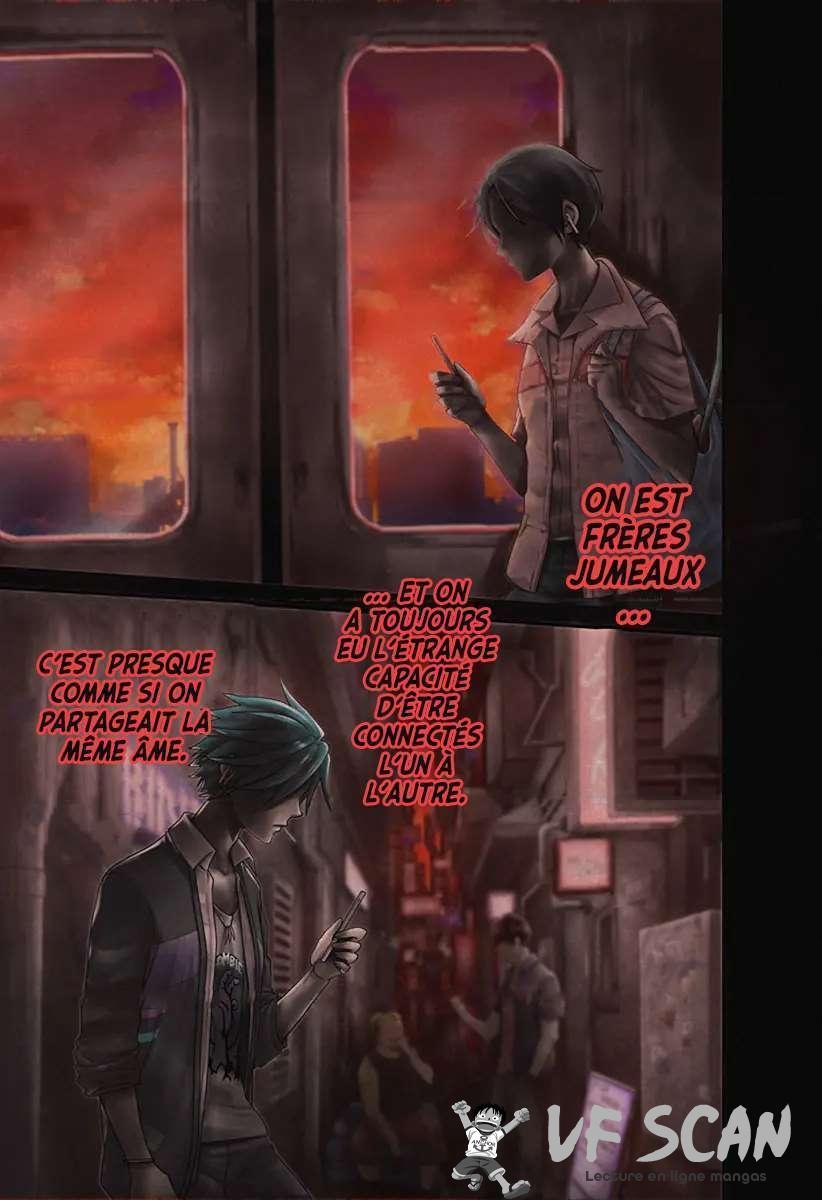 ON EST
FRÈRES
JUMEAUX
...
... ET ON
A TOUJOURS
EU L'ÉTRANGE
CAPACITÉ
D'ÊTRE
CONNECTÉS
L'UN À
L'AUTRE.
C'EST PRESQUE
COMME SI ON
PARTAGEAIT LA
MÊME ÂME.
VF SCAN
Lecture en ligne mangas